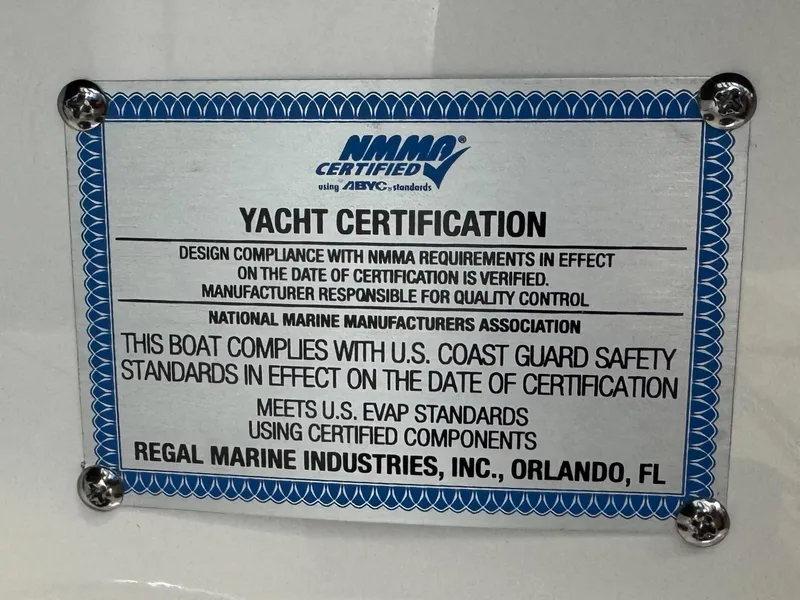 NMMA®
CERTIFIED
using ABYC standards
YACHT CERTIFICATION
DESIGN COMPLIANCE WITH NMMA REQUIREMENTS IN EFFECT
ON THE DATE OF CERTIFICATION IS VERIFIED.
MANUFACTURER RESPONSIBLE FOR QUALITY CONTROL
NATIONAL MARINE MANUFACTURERS ASSOCIATION
THIS BOAT COMPLIES WITH U.S. COAST GUARD SAFETY
STANDARDS IN EFFECT ON THE DATE OF CERTIFICATION
MEETS U.S. EVAP STANDARDS
USING CERTIFIED COMPONENTS
REGAL MARINE INDUSTRIES, INC., ORLANDO, FL